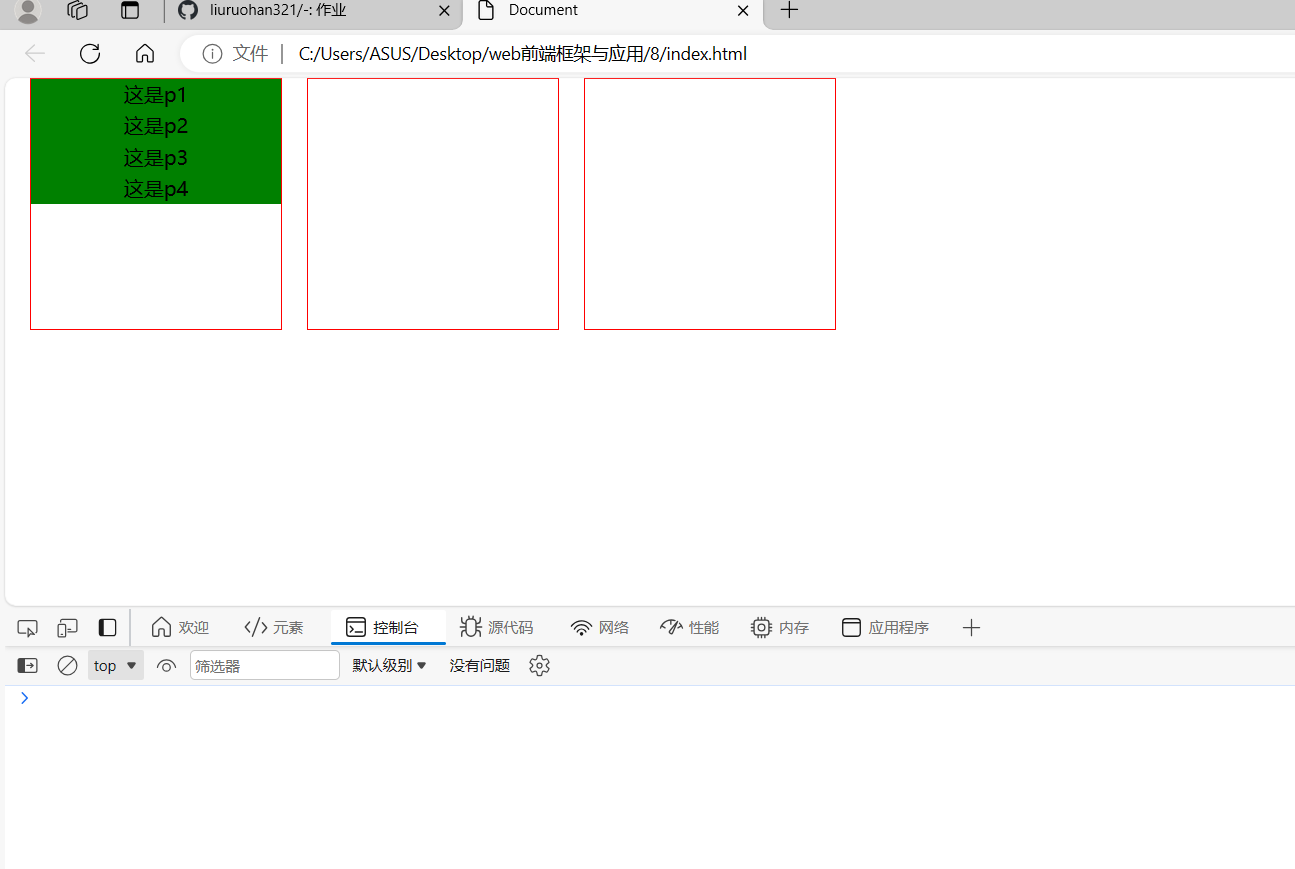 liuruohan321/-: 作业
Document
文件 C:/Users/ASUS/Desktop/web前端框架与应用/8/index.html
这是p1
这是p2
这是p3
这是p4
欢迎 元素 控制台 源代码 网络 性能 内存 应用程序
top 筛选器 默认级别 没有问题